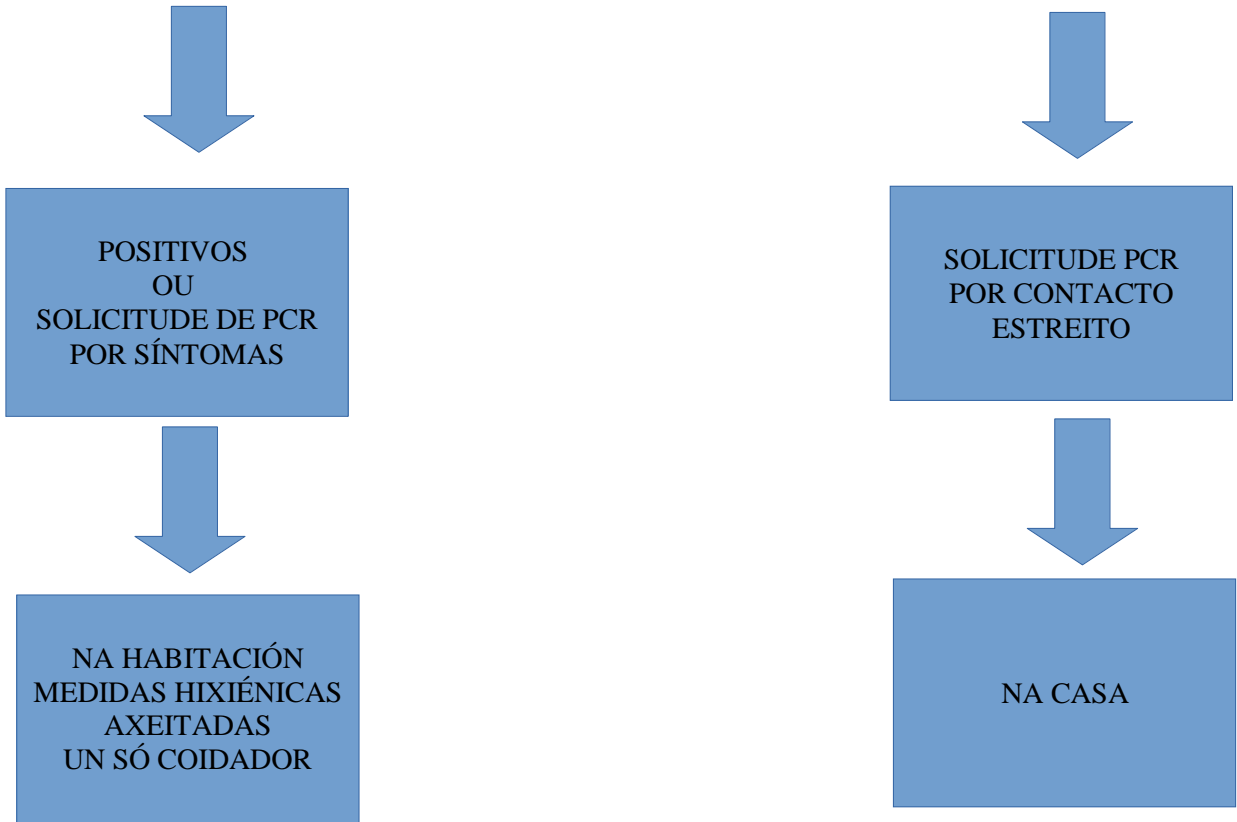 POSITIVOS
OU
SOLICITUDE DE PCR
POR SÍNTOMAS
SOLICITUDE PCR
POR CONTACTO
ESTREITO
NA HABITACIÓN
MEDIDAS HIXIÉNICAS
AXEITADAS
UN SÓ COIDADOR
NA CASA